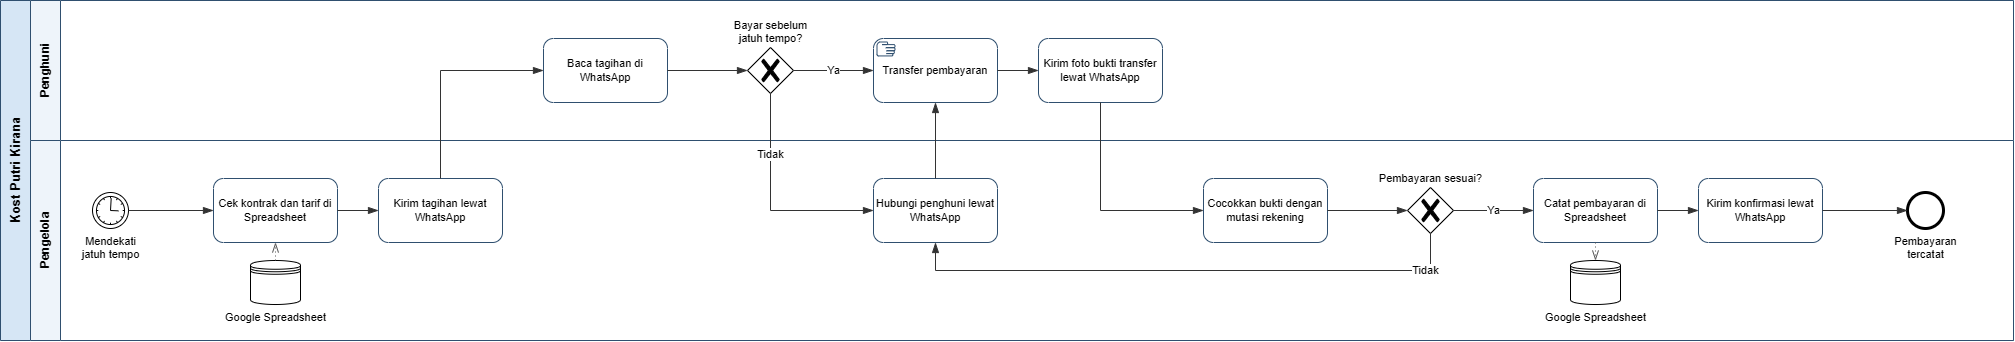 Kost Putri Kirana
Penghuni
Baca tagihan di
WhatsApp
Bayar sebelum
jatuh tempo?
Ya
Transfer pembayaran
Kirim foto bukti transfer
lewat WhatsApp
Tidak
Pengelola
Mendekati
jatuh tempo
Cek kontrak dan tarif di
Spreadsheet
Google Spreadsheet
Kirim tagihan lewat
WhatsApp
Hubungi penghuni lewat
WhatsApp
Cocokkan bukti dengan
mutasi rekening
Pembayaran sesuai?
Ya
Tidak
Catat pembayaran di
Spreadsheet
Google Spreadsheet
Kirim konfirmasi lewat
WhatsApp
Pembayaran
tercatat